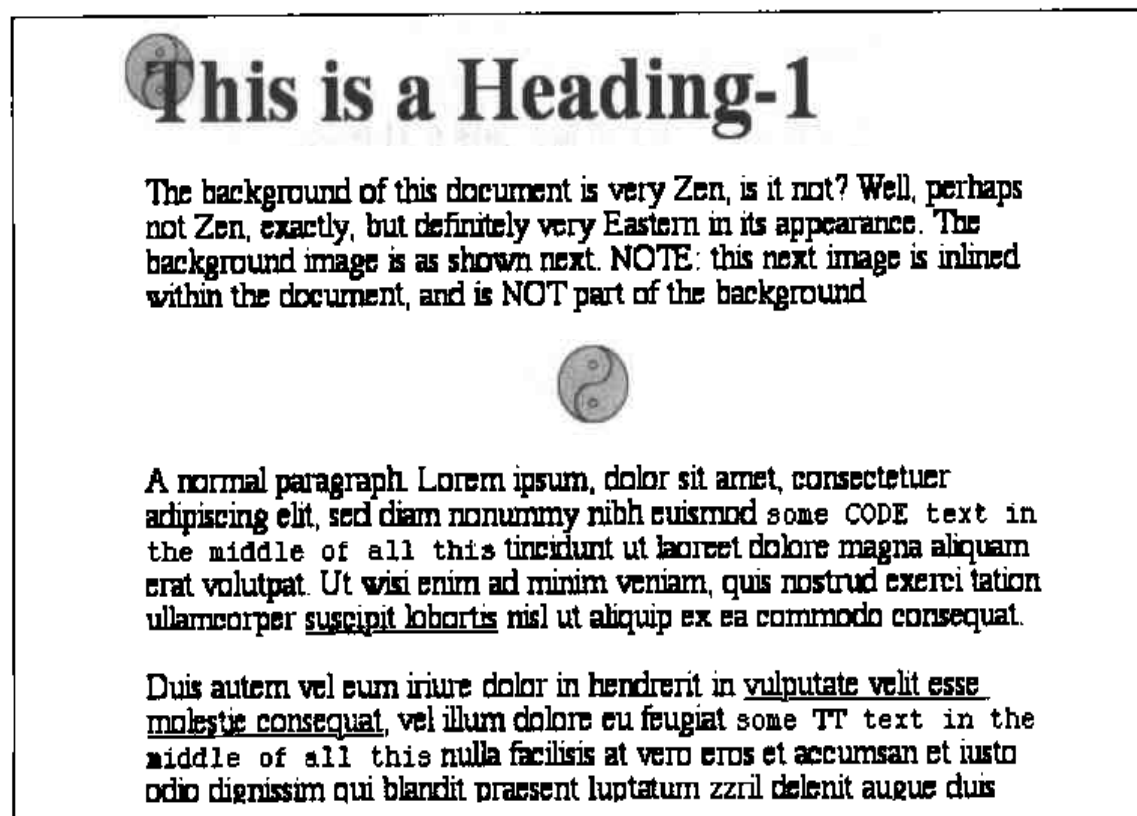 This is a Heading-1
The background of this document is very Zen, is it not? Well, perhaps
not Zen, exactly, but definitely very Eastern in its appearance. The
background image is as shown next. NOTE: this next image is inlined
within the document, and is NOT part of the background
A normal paragraph. Lorem ipsum, dolor sit amet, consectetuer
adipiscing elit, sed diam nonummy nibh euismod some CODE text in
the middle of all this tincidunt ut laoreet dolore magna aliquam
erat volutpat. Ut wisi enim ad minim veniam, quis nostrud exerci tation
ullamcorper suscipit lobortis nisl ut aliquip ex ea commodo consequat.
Duis autem vel eum iriure dolor in hendrerit in vulputate velit esse
molestie consequat, vel illum dolore eu feugiat some TT text in the
middle of all this nulla facilisis at vero eros et accumsan et iusto
odio dignissim qui blandit praesent luptatum zzril delenit augue duis